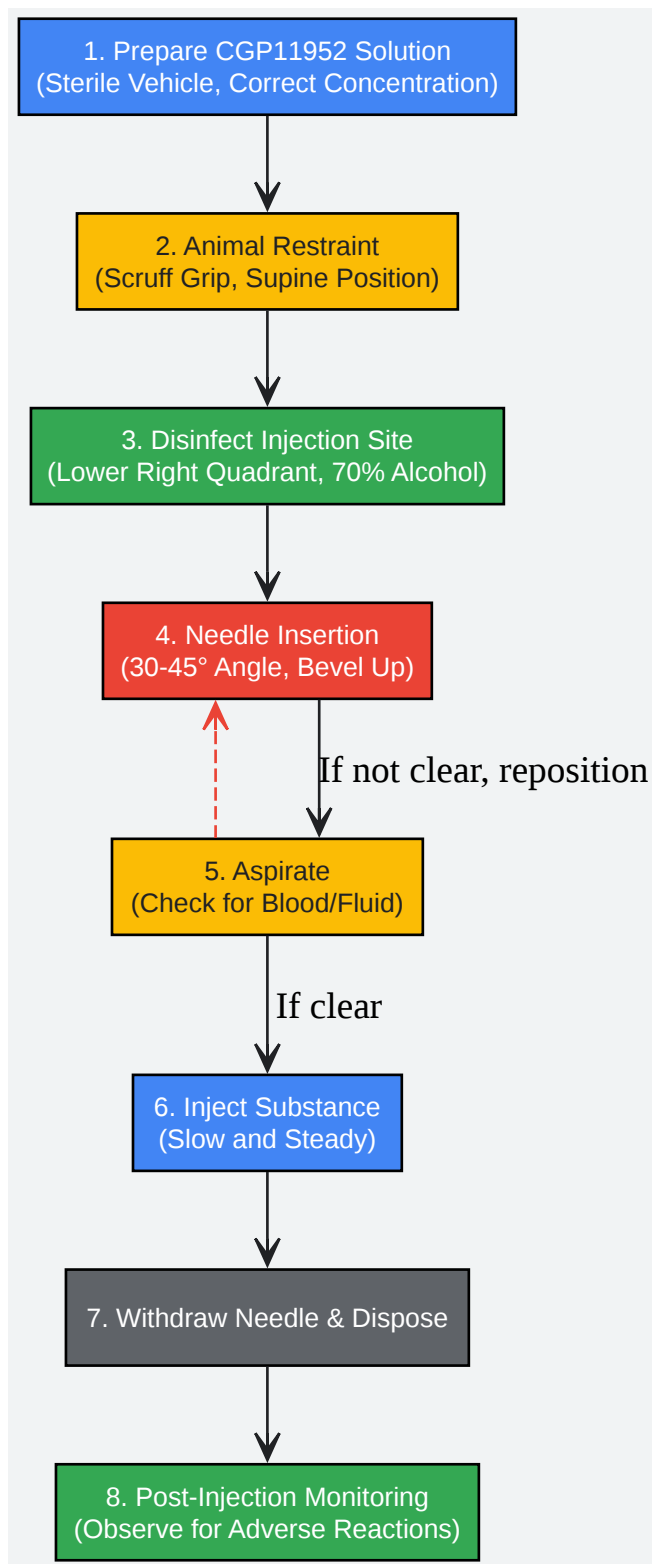 1. Prepare CGP11952 Solution
(Sterile Vehicle, Correct Concentration)
2. Animal Restraint
(Scruff Grip, Supine Position)
3. Disinfect Injection Site
(Lower Right Quadrant, 70% Alcohol)
4. Needle Insertion
(30-45° Angle, Bevel Up)
If not clear, reposition
5. Aspirate
(Check for Blood/Fluid)
If clear
6. Inject Substance
(Slow and Steady)
7. Withdraw Needle & Dispose
8. Post-Injection Monitoring
(Observe for Adverse Reactions)